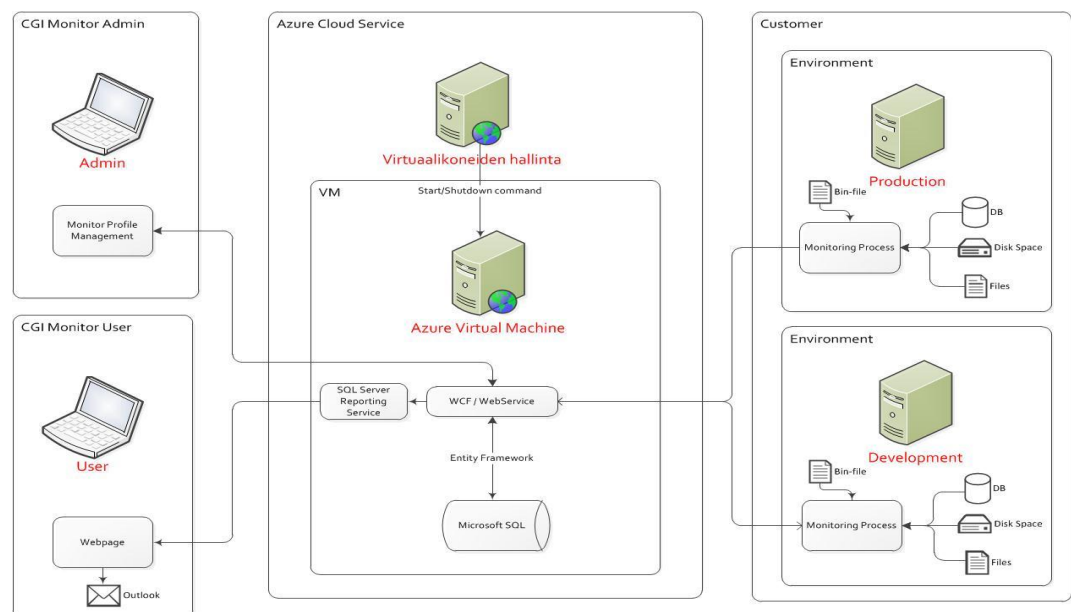 CGI Monitor Admin
Admin
Monitor Profile
Management
CGI Monitor User
User
Webpage
Outlook
Azure Cloud Service
Virtuaalikoneiden hallinta
Start/Shutdown command
VM
Azure Virtual Machine
SQL Server
Reporting
Service
WCF / WebService
Entity Framework
Microsoft SQL
Customer
Environment
Production
Bin-file
Monitoring Process
DB
Disk Space
Files
Environment
Development
Bin-file
Monitoring Process
DB
Disk Space
Files